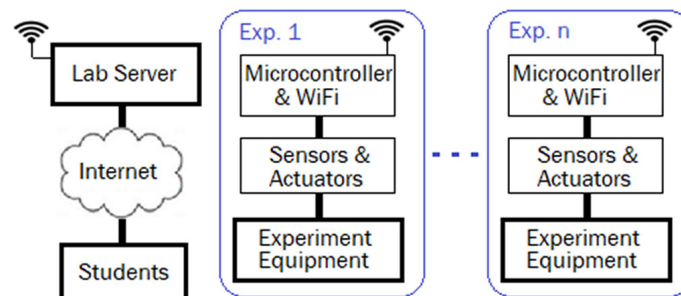 Lab Server
Internet
Students
Exp. 1
Microcontroller
& WiFi
Sensors &
Actuators
Experiment
Equipment
Exp. n
Microcontroller
& WiFi
Sensors &
Actuators
Experiment
Equipment